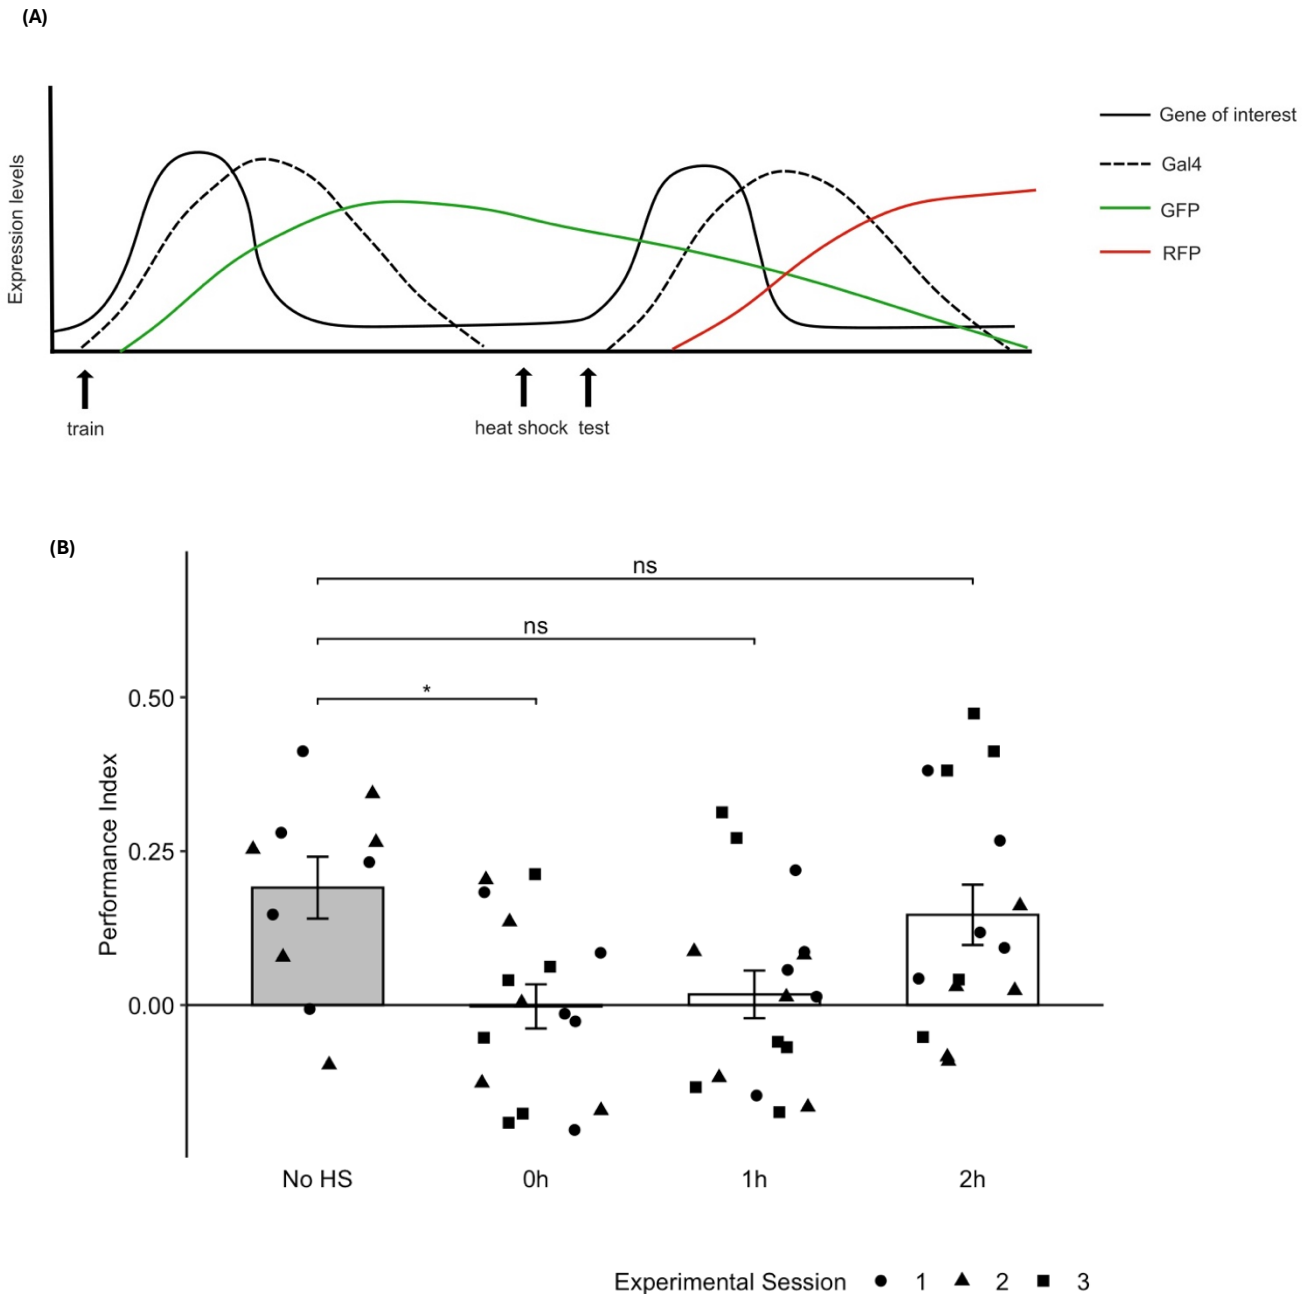 (A)
Expression levels
Gene of interest
Gal4
GFP
RFP
train
heat shock
test
(B)
ns
ns
*
0.50
0.25
0.00
Performance Index
No HS
0h
1h
2h
Experimental Session 1 2 3